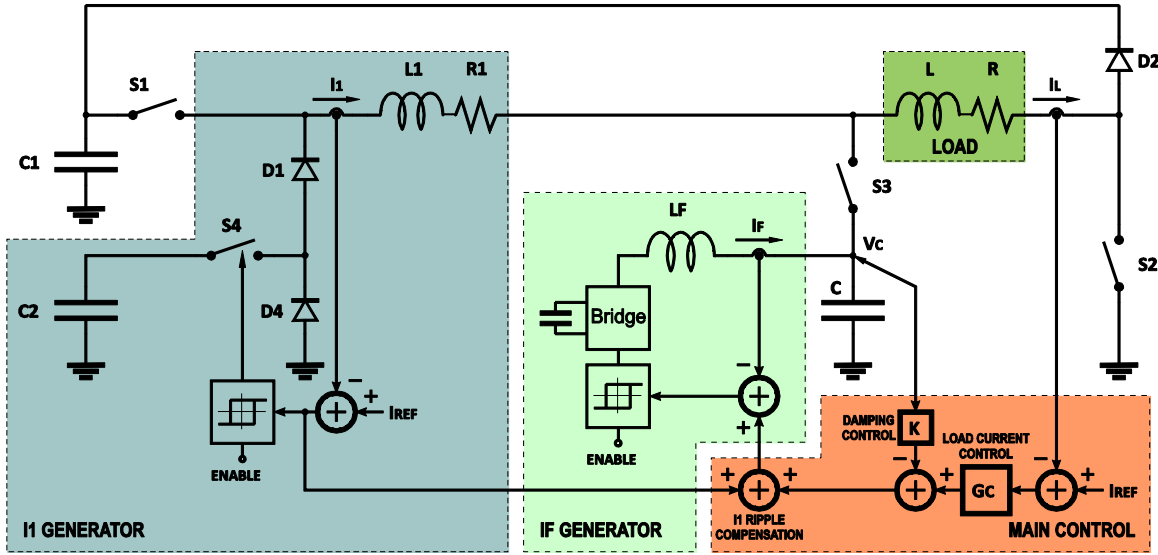 D2
L1
R1
L
R
I1
IL
S1
LOAD
C1
D1
S3
S4
LF
IF
VC
S2
C2
D4
C
Bridge
−
+
IREF
ENABLE
−
+
ENABLE
DAMPING
CONTROL
K
LOAD CURRENT
CONTROL
−
+
GC
−
+
IREF
+
+
+
I1 RIPPLE
COMPENSATION
I1 GENERATOR
IF GENERATOR
MAIN CONTROL